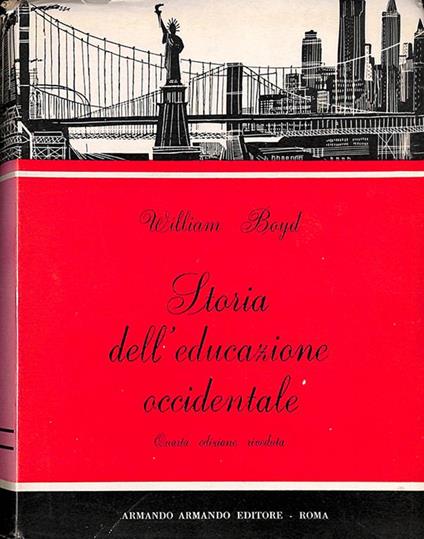 William Boyd
Storia
dell'educazione
occidentale
Quarta edizione riveduta
ARMANDO ARMANDO EDITORE - ROMA